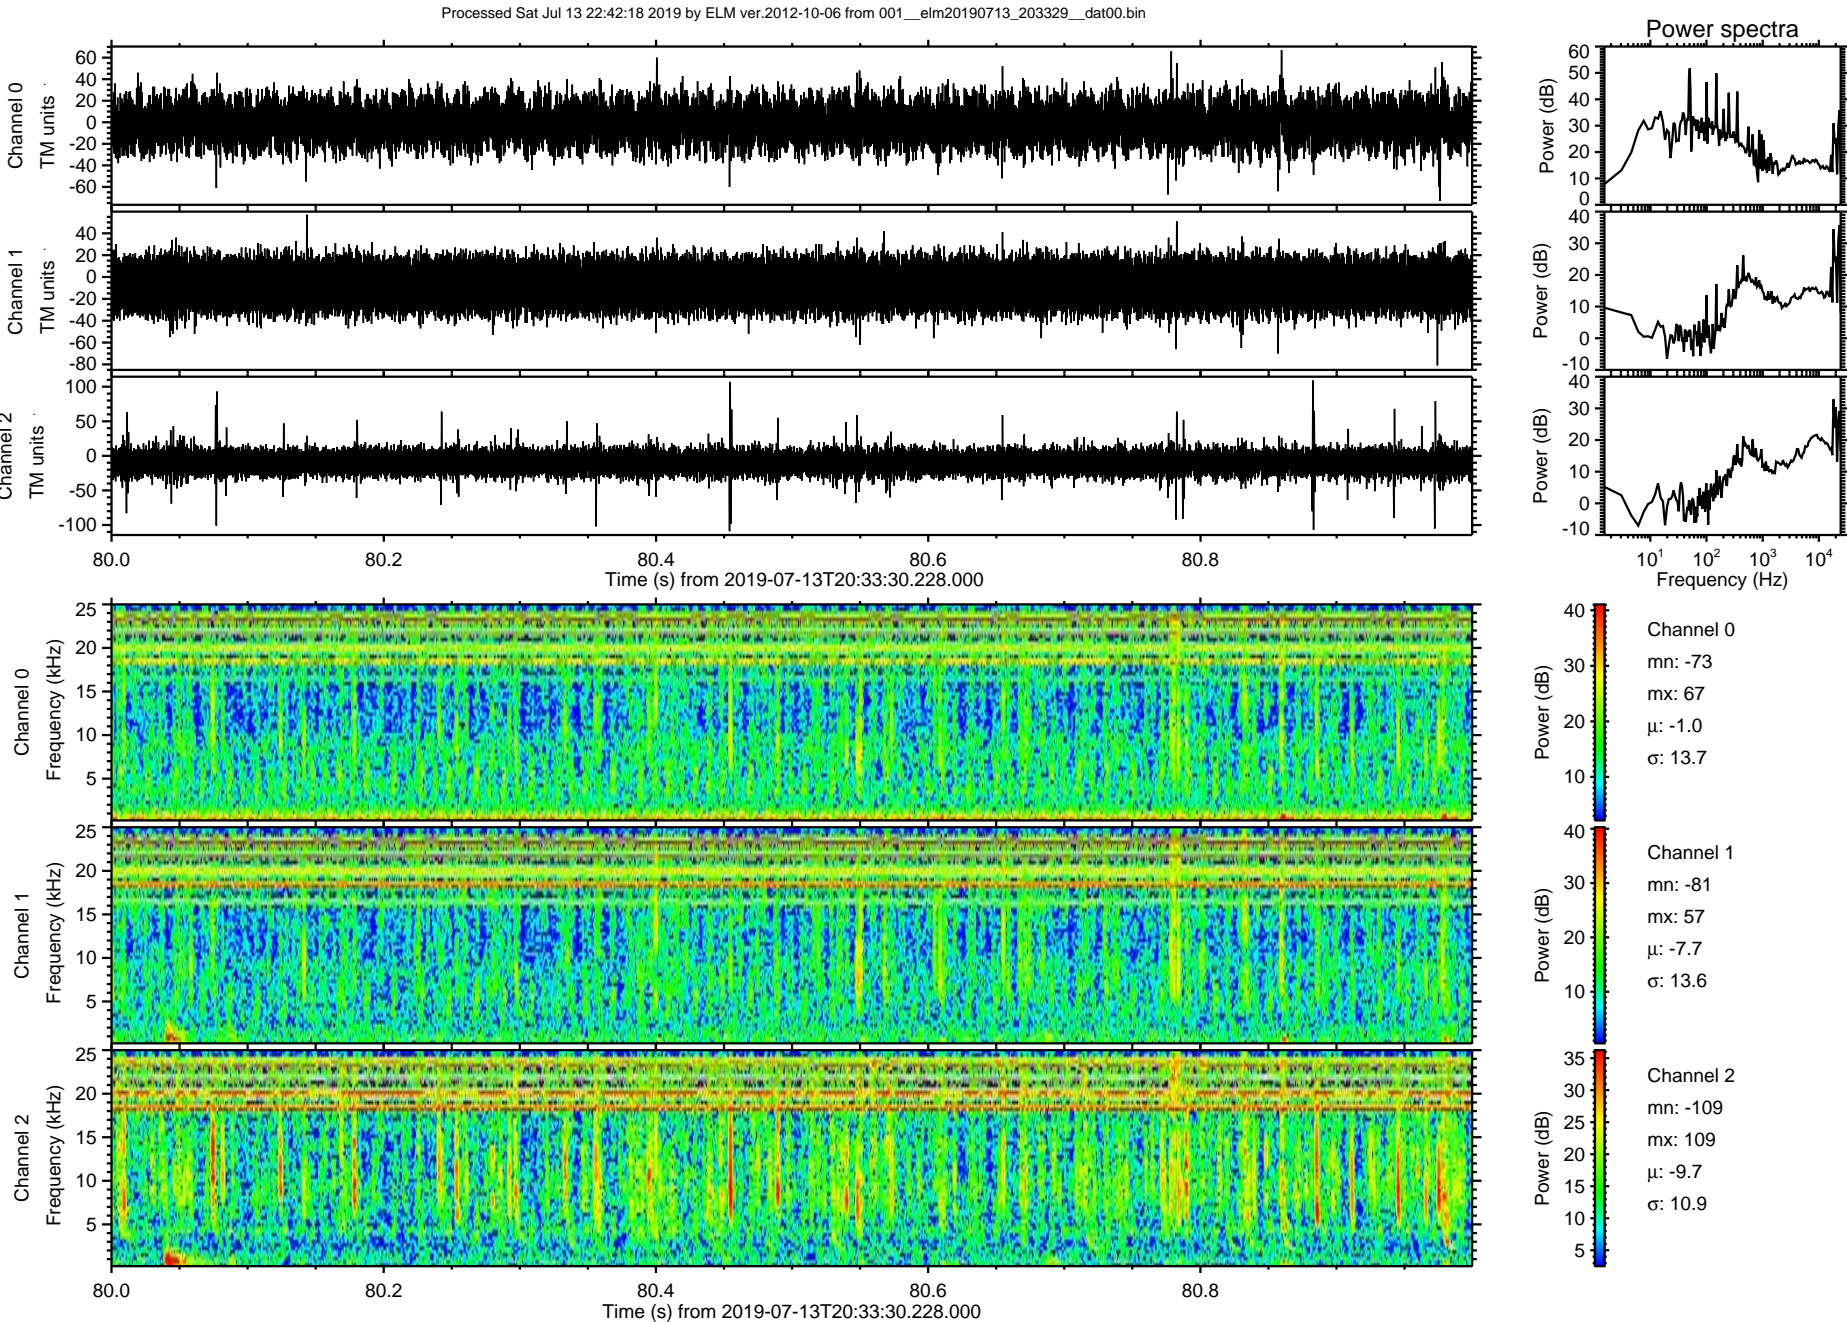 Processed Sat Jul 13 22:42:18 2019 by ELM ver.2012-10-06 from 001__elm20190713_203329__dat00.bin
Power spectra
Channel 0
TM units
60
40
20
0
-20
-40
-60
Power (dB)
60
50
40
30
20
10
0
Channel 1
TM units
40
20
0
-20
-40
-60
-80
Power (dB)
40
30
20
10
0
-10
Channel 2
TM units
100
50
0
-50
-100
Power (dB)
40
30
20
10
0
-10
80.0 80.2 80.4 80.6 80.8
Time (s) from 2019-07-13T20:33:30.228.000
10^1 10^2 10^3 10^4
Frequency (Hz)
Channel 0
Frequency (kHz)
25
20
15
10
5
Power (dB)
40
30
20
10
Channel 0
mn: -73
mx: 67
μ: -1.0
σ: 13.7
Channel 1
Frequency (kHz)
25
20
15
10
5
Power (dB)
40
30
20
10
Channel 1
mn: -81
mx: 57
μ: -7.7
σ: 13.6
Channel 2
Frequency (kHz)
25
20
15
10
5
Power (dB)
35
30
25
20
15
10
5
Channel 2
mn: -109
mx: 109
μ: -9.7
σ: 10.9
80.0 80.2 80.4 80.6 80.8
Time (s) from 2019-07-13T20:33:30.228.000